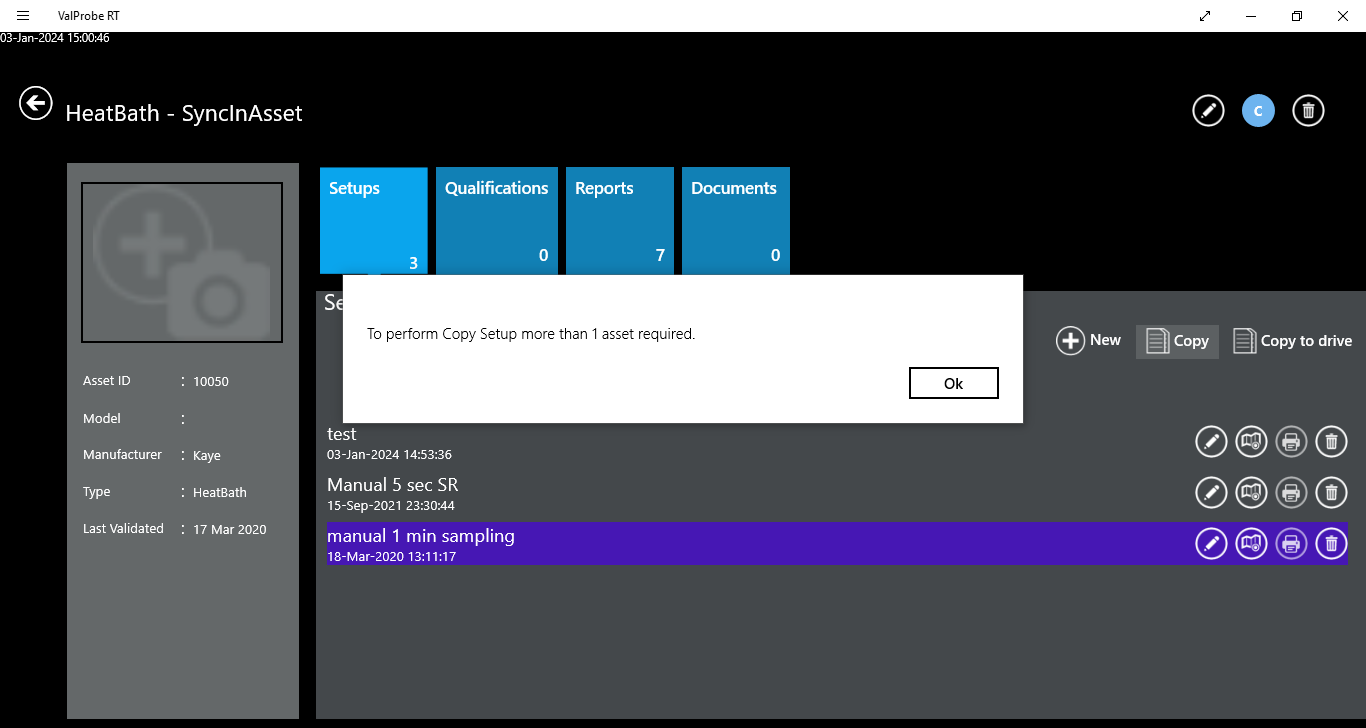 ValProbe RT
03-Jan-2024 15:00:46
HeatBath - SyncInAsset
C
Setups
3
Qualifications
0
Reports
7
Documents
0
Asset ID : 10050
Model :
Manufacturer : Kaye
Type : HeatBath
Last Validated : 17 Mar 2020
Se
To perform Copy Setup more than 1 asset required.
Ok
New
Copy
Copy to drive
test
03-Jan-2024 14:53:36
Manual 5 sec SR
15-Sep-2021 23:30:44
manual 1 min sampling
18-Mar-2020 13:11:17